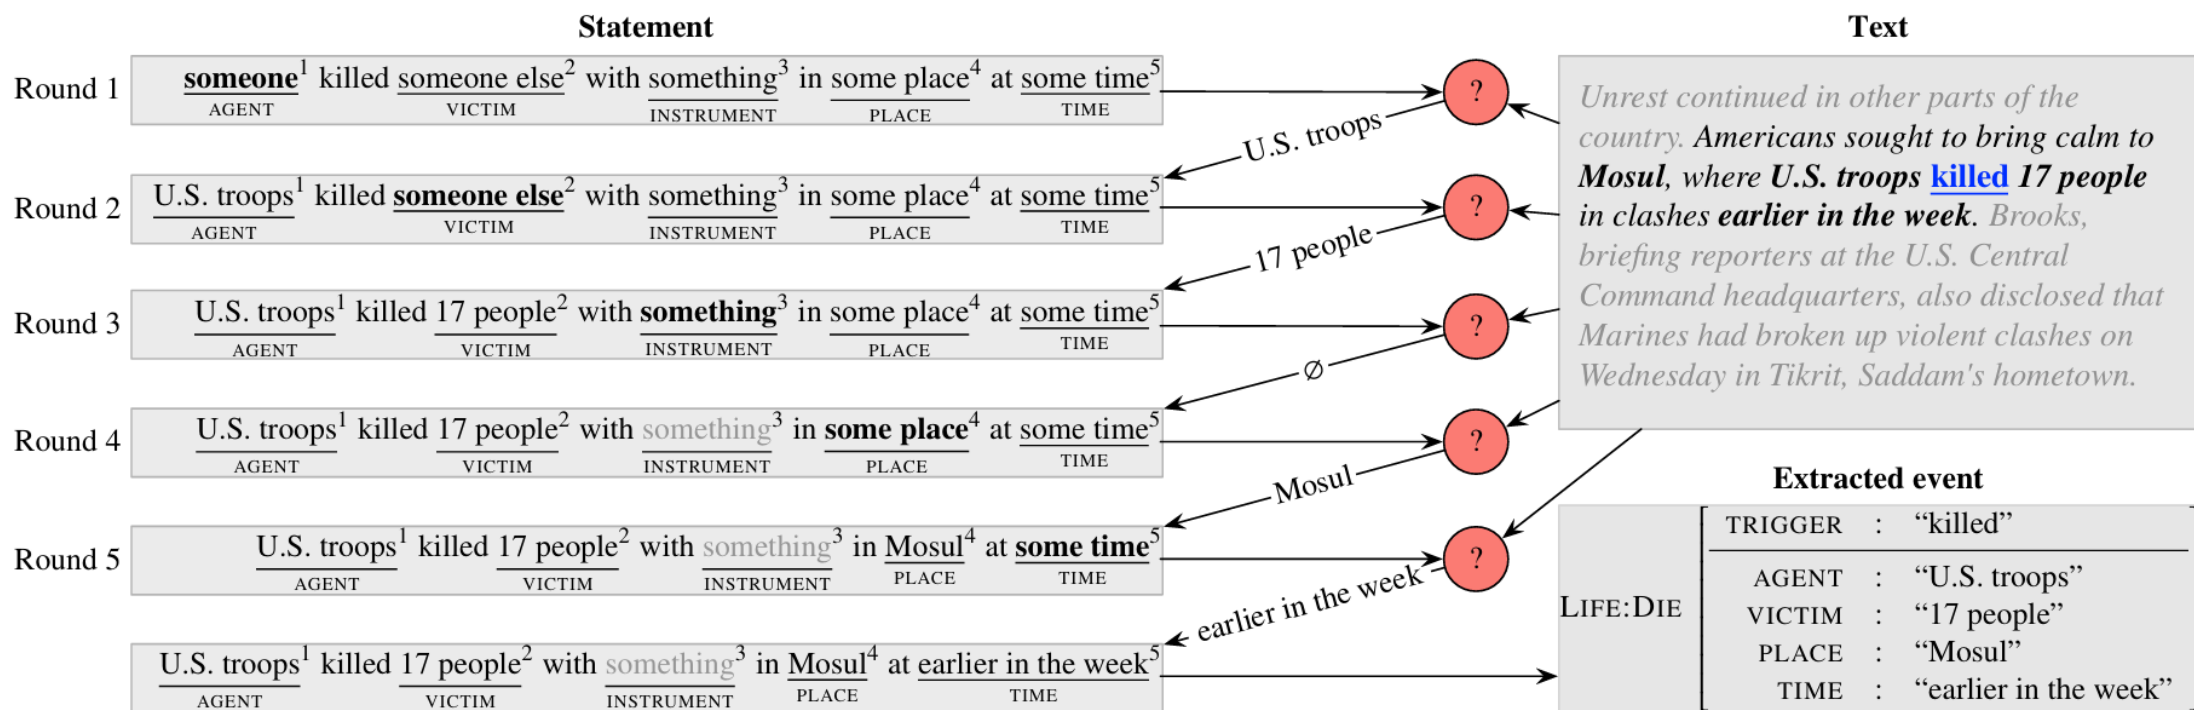 Statement
Text
Round 1
someone¹ killed someone else² with something³ in some place⁴ at some time⁵
AGENT VICTIM INSTRUMENT PLACE TIME
?
U.S. troops
Round 2
U.S. troops¹ killed someone else² with something³ in some place⁴ at some time⁵
AGENT VICTIM INSTRUMENT PLACE TIME
?
17 people
Round 3
U.S. troops¹ killed 17 people² with something³ in some place⁴ at some time⁵
AGENT VICTIM INSTRUMENT PLACE TIME
?
∅
Round 4
U.S. troops¹ killed 17 people² with something³ in some place⁴ at some time⁵
AGENT VICTIM INSTRUMENT PLACE TIME
?
Mosul
Round 5
U.S. troops¹ killed 17 people² with something³ in Mosul⁴ at some time⁵
AGENT VICTIM INSTRUMENT PLACE TIME
?
earlier in the week
U.S. troops¹ killed 17 people² with something³ in Mosul⁴ at earlier in the week⁵
AGENT VICTIM INSTRUMENT PLACE TIME
Unrest continued in other parts of the
country. Americans sought to bring calm to
Mosul, where U.S. troops killed 17 people
in clashes earlier in the week. Brooks,
briefing reporters at the U.S. Central
Command headquarters, also disclosed that
Marines had broken up violent clashes on
Wednesday in Tikrit, Saddam's hometown.
Extracted event
LIFE:DIE
TRIGGER : “killed”
AGENT : “U.S. troops”
VICTIM : “17 people”
PLACE : “Mosul”
TIME : “earlier in the week”